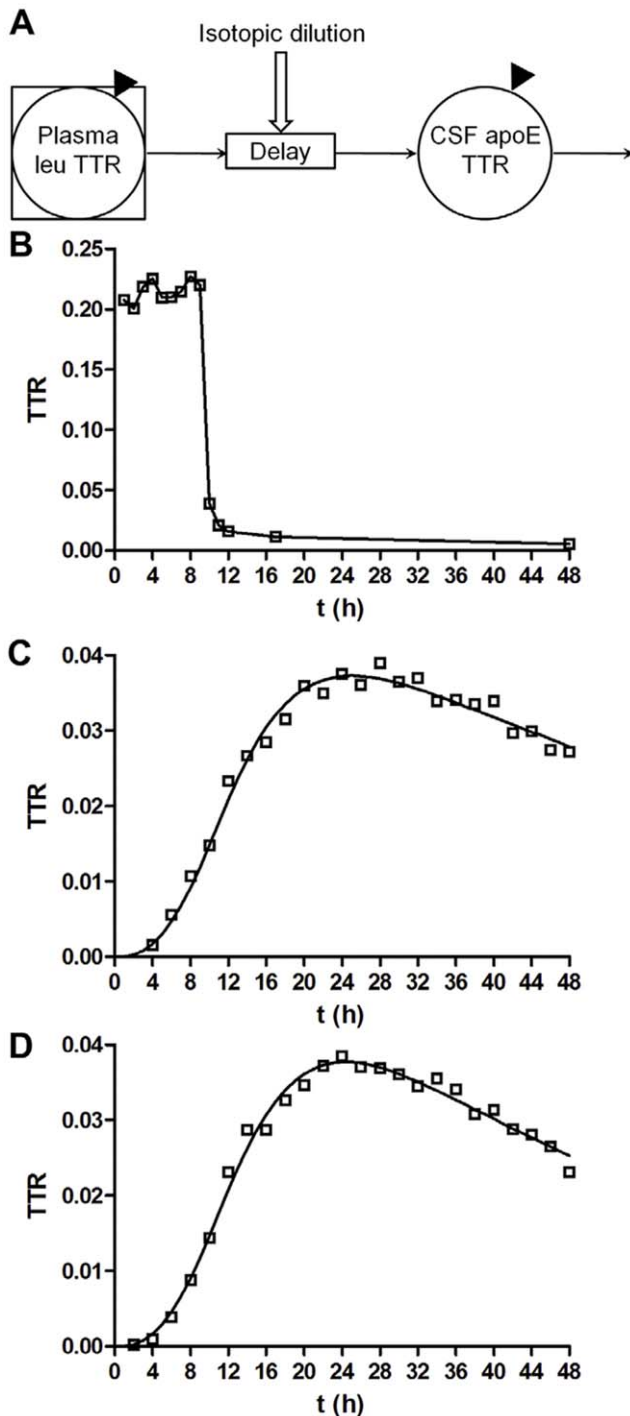 A
Isotopic dilution
Plasma
leu TTR
Delay
CSF apoE
TTR
B
0.25
0.20
0.15
0.10
0.05
0.00
TTR
0 4 8 12 16 20 24 28 32 36 40 44 48
t (h)
C
0.04
0.03
0.02
0.01
0.00
TTR
0 4 8 12 16 20 24 28 32 36 40 44 48
t (h)
D
0.04
0.03
0.02
0.01
0.00
TTR
0 4 8 12 16 20 24 28 32 36 40 44 48
t (h)